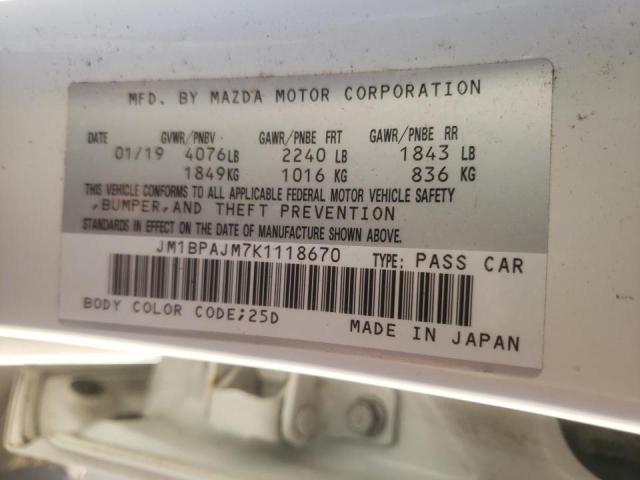 MFD. BY MAZDA MOTOR CORPORATION
DATE GVWR/PNBV GAWR/PNBE FRT GAWR/PNBE RR
01/19 4076LB 2240 LB 1843 LB
1849KG 1016 KG 836 KG
THIS VEHICLE CONFORMS TO ALL APPLICABLE FEDERAL MOTOR VEHICLE SAFETY
,BUMPER,AND THEFT PREVENTION
STANDARDS IN EFFECT ON THE DATE OF MANUFACTURE SHOWN ABOVE.
JM1BPAJM7K1118670 TYPE: PASS CAR
BODY COLOR CODE;25D MADE IN JAPAN